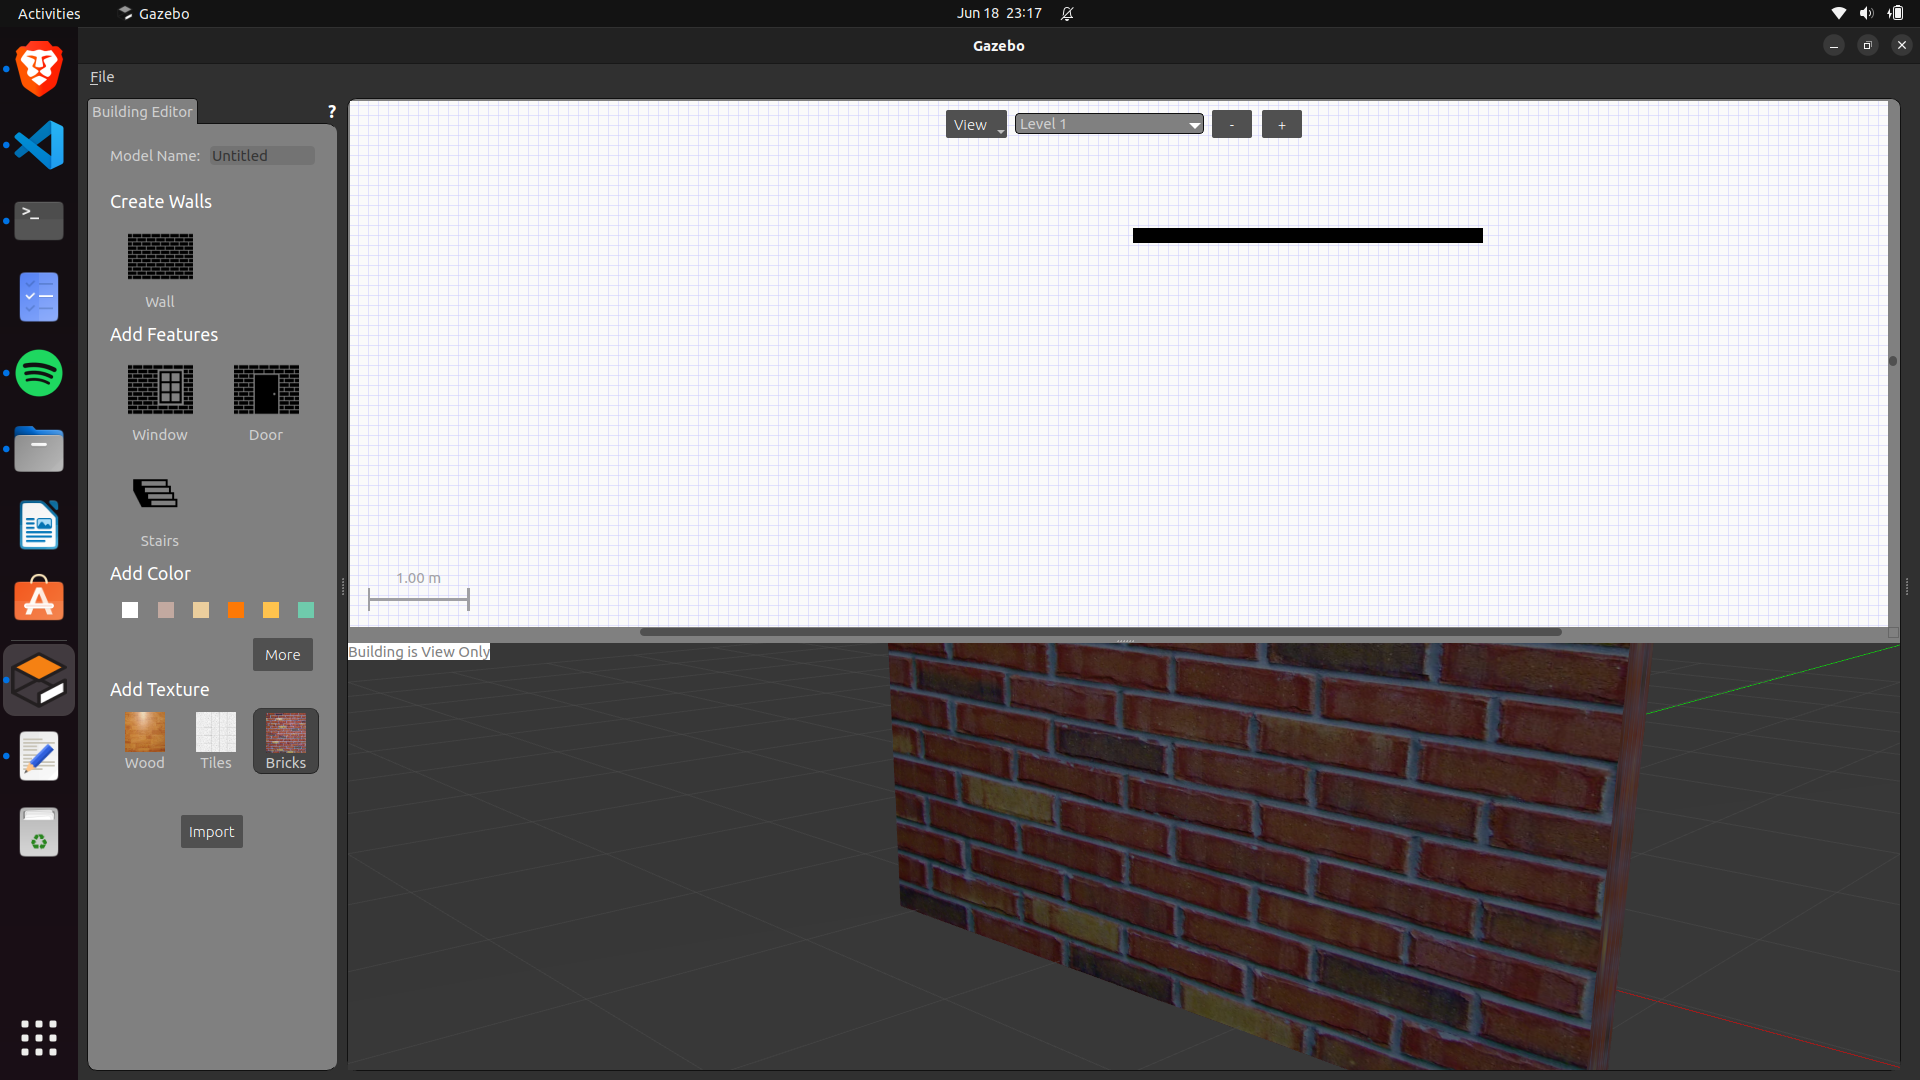 Activities
Gazebo
Jun 18 23:17
Gazebo
File
Building Editor
?
Model Name: Untitled
Create Walls
Wall
Add Features
Window
Door
Stairs
Add Color
More
Add Texture
Wood
Tiles
Bricks
Import
View
Level 1
-
+
1.00 m
Building is View Only